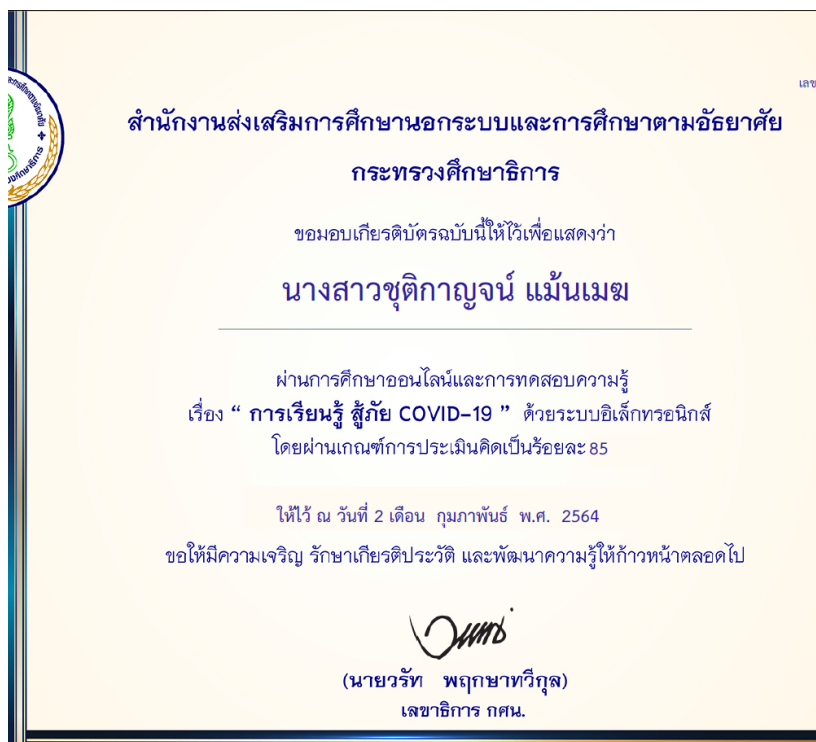 เลข
สำนักงานส่งเสริมการศึกษานอกระบบและการศึกษาตามอัธยาศัย
กระทรวงศึกษาธิการ
ขอมอบเกียรติบัตรฉบับนี้ให้ไว้เพื่อแสดงว่า
นางสาวชุติกาญจน์ แม้นเมฆ
ผ่านการศึกษาออนไลน์และการทดสอบความรู้
เรื่อง “ การเรียนรู้ สู้ภัย COVID-19 ” ด้วยระบบอิเล็กทรอนิกส์
โดยผ่านเกณฑ์การประเมินคิดเป็นร้อยละ 85
ให้ไว้ ณ วันที่ 2 เดือน กุมภาพันธ์ พ.ศ. 2564
ขอให้มีความเจริญ รักษาเกียรติประวัติ และพัฒนาความรู้ให้ก้าวหน้าตลอดไป
(นายวรัท พฤกษาทวีกุล)
เลขาธิการ กศน.